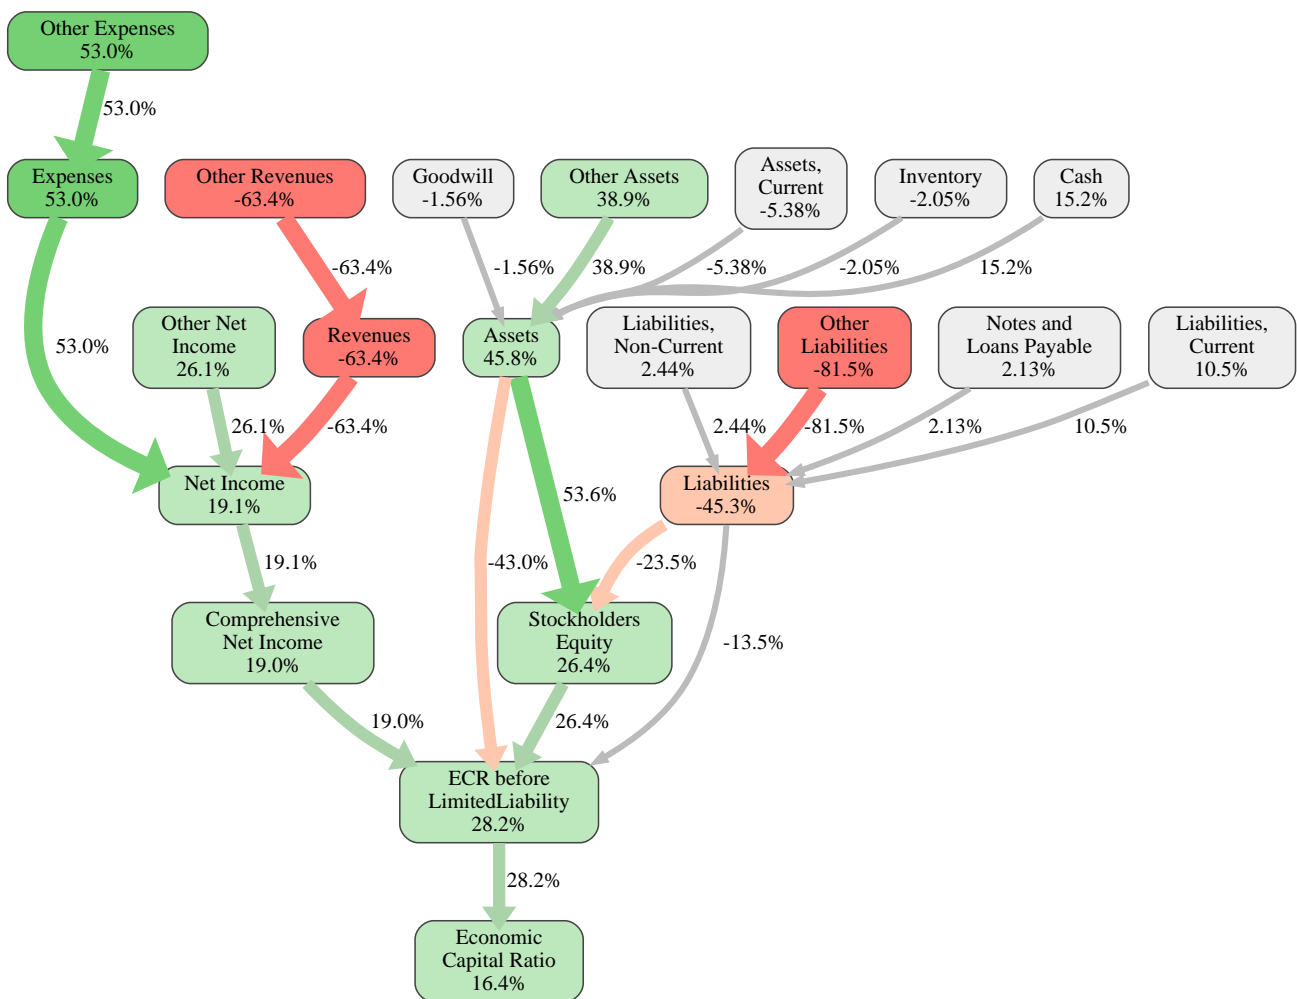 Other Expenses
53.0%
53.0%
Expenses
53.0%
Other Revenues
-63.4%
Goodwill
-1.56%
Other Assets
38.9%
Assets,
Current
-5.38%
Inventory
-2.05%
Cash
15.2%
-63.4%
-1.56%
38.9%
-5.38%
-2.05%
15.2%
53.0%
Other Net
Income
26.1%
Revenues
-63.4%
Assets
45.8%
Liabilities,
Non-Current
2.44%
Other
Liabilities
-81.5%
Notes and
Loans Payable
2.13%
Liabilities,
Current
10.5%
26.1%
-63.4%
2.44%
-81.5%
2.13%
10.5%
Net Income
19.1%
53.6%
Liabilities
-45.3%
19.1%
-43.0%
-23.5%
Comprehensive
Net Income
19.0%
Stockholders
Equity
26.4%
-13.5%
19.0%
26.4%
ECR before
LimitedLiability
28.2%
28.2%
Economic
Capital Ratio
16.4%